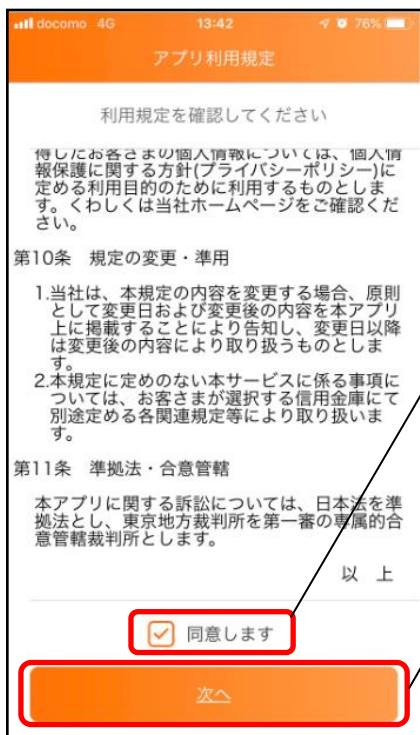 docomo 4G 13:42 76%
アプリ利用規定
利用規定を確認してください
得したお客さまの個人情報については、個人情
報保護に関する方針(プライバシーポリシー)に
定める利用目的のために利用するものとしま
す。くわしくは当社ホームページをご確認くだ
さい。
第10条 規定の変更・準用
1.当社は、本規定の内容を変更する場合、原則
として変更日および変更後の内容を本アプリ
上に掲載することにより告知し、変更日以降
は変更後の内容により取り扱うものとしま
す。
2.本規定に定めのない本サービスに係る事項に
ついては、お客さまが選択する信用金庫にて
別途定める各関連規定等により取り扱いま
す。
第11条 準拠法・合意管轄
本アプリに関する訴訟については、日本法を準
拠法とし、東京地方裁判所を第一審の専属的合
意管轄裁判所とします。
以 上
同意します
次へ